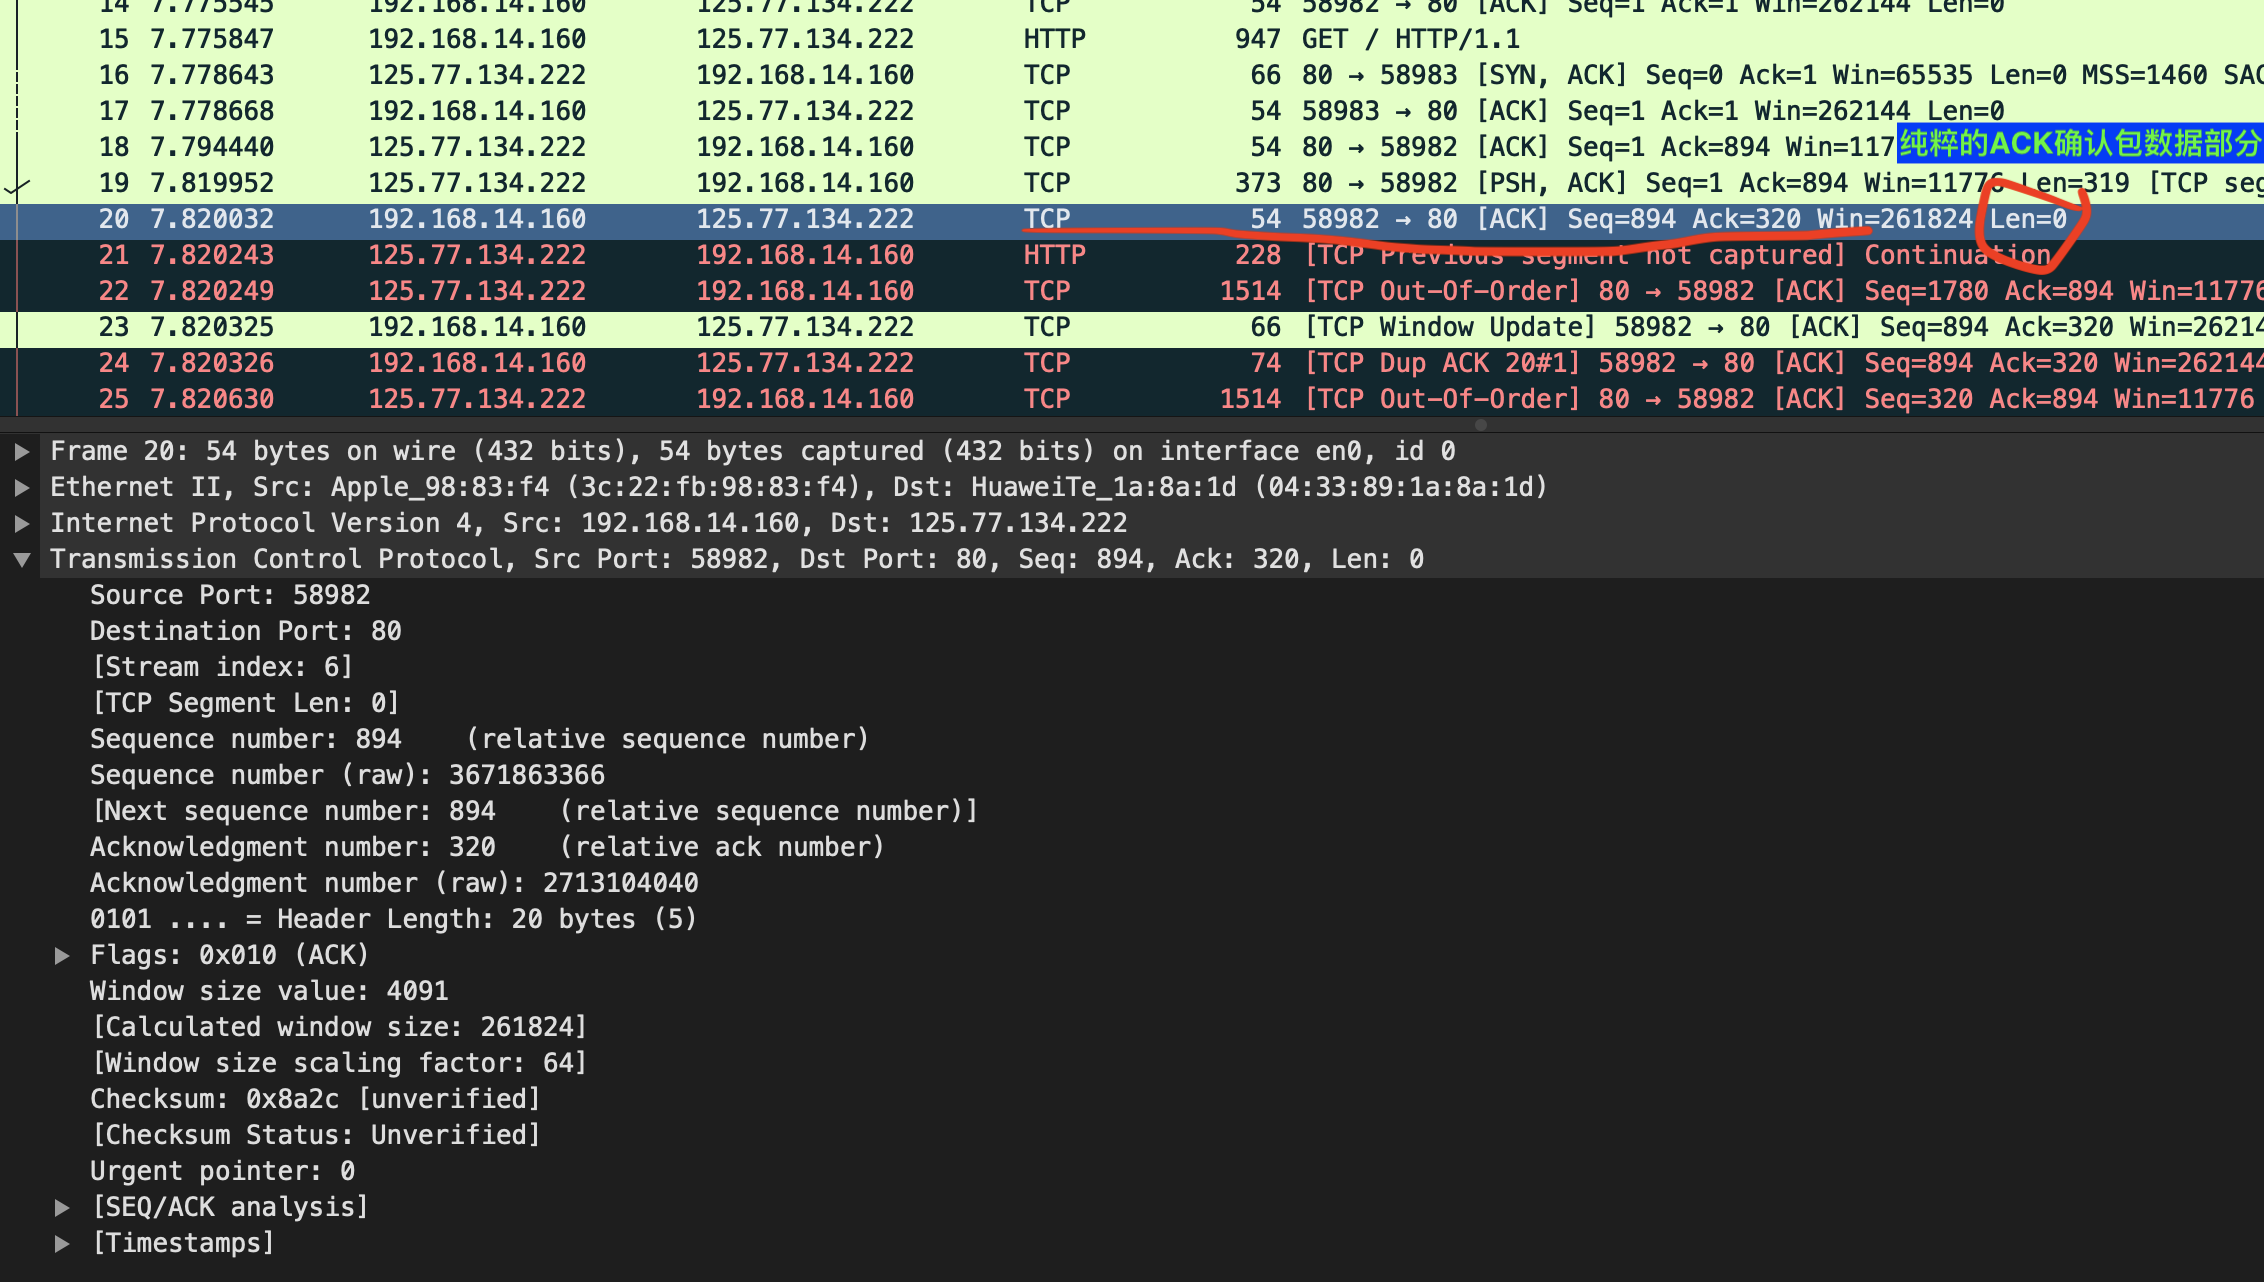 14 7.775545 192.168.14.160 125.77.134.222 TCP 54 58982 → 80 [ACK] Seq=1 Ack=1 Win=262144 Len=0
15 7.775847 192.168.14.160 125.77.134.222 HTTP 947 GET / HTTP/1.1
16 7.778643 125.77.134.222 192.168.14.160 TCP 66 80 → 58983 [SYN, ACK] Seq=0 Ack=1 Win=65535 Len=0 MSS=1460 SAC
17 7.778668 192.168.14.160 125.77.134.222 TCP 54 58983 → 80 [ACK] Seq=1 Ack=1 Win=262144 Len=0
18 7.794440 125.77.134.222 192.168.14.160 TCP 54 80 → 58982 [ACK] Seq=1 Ack=894 Win=117
纯粹的ACK确认包数据部分
19 7.819952 125.77.134.222 192.168.14.160 TCP 373 80 → 58982 [PSH, ACK] Seq=1 Ack=894 Win=11776 Len=319 [TCP seg
20 7.820032 192.168.14.160 125.77.134.222 TCP 54 58982 → 80 [ACK] Seq=894 Ack=320 Win=261824 Len=0
21 7.820243 125.77.134.222 192.168.14.160 HTTP 228 [TCP Previous segment not captured] Continuation
22 7.820249 125.77.134.222 192.168.14.160 TCP 1514 [TCP Out-Of-Order] 80 → 58982 [ACK] Seq=1780 Ack=894 Win=11776
23 7.820325 192.168.14.160 125.77.134.222 TCP 66 [TCP Window Update] 58982 → 80 [ACK] Seq=894 Ack=320 Win=26214
24 7.820326 192.168.14.160 125.77.134.222 TCP 74 [TCP Dup ACK 20#1] 58982 → 80 [ACK] Seq=894 Ack=320 Win=262144
25 7.820630 125.77.134.222 192.168.14.160 TCP 1514 [TCP Out-Of-Order] 80 → 58982 [ACK] Seq=320 Ack=894 Win=11776
Frame 20: 54 bytes on wire (432 bits), 54 bytes captured (432 bits) on interface en0, id 0
Ethernet II, Src: Apple_98:83:f4 (3c:22:fb:98:83:f4), Dst: HuaweiTe_1a:8a:1d (04:33:89:1a:8a:1d)
Internet Protocol Version 4, Src: 192.168.14.160, Dst: 125.77.134.222
Transmission Control Protocol, Src Port: 58982, Dst Port: 80, Seq: 894, Ack: 320, Len: 0
Source Port: 58982
Destination Port: 80
[Stream index: 6]
[TCP Segment Len: 0]
Sequence number: 894 (relative sequence number)
Sequence number (raw): 3671863366
[Next sequence number: 894 (relative sequence number)]
Acknowledgment number: 320 (relative ack number)
Acknowledgment number (raw): 2713104040
0101 .... = Header Length: 20 bytes (5)
Flags: 0x010 (ACK)
Window size value: 4091
[Calculated window size: 261824]
[Window size scaling factor: 64]
Checksum: 0x8a2c [unverified]
[Checksum Status: Unverified]
Urgent pointer: 0
[SEQ/ACK analysis]
[Timestamps]